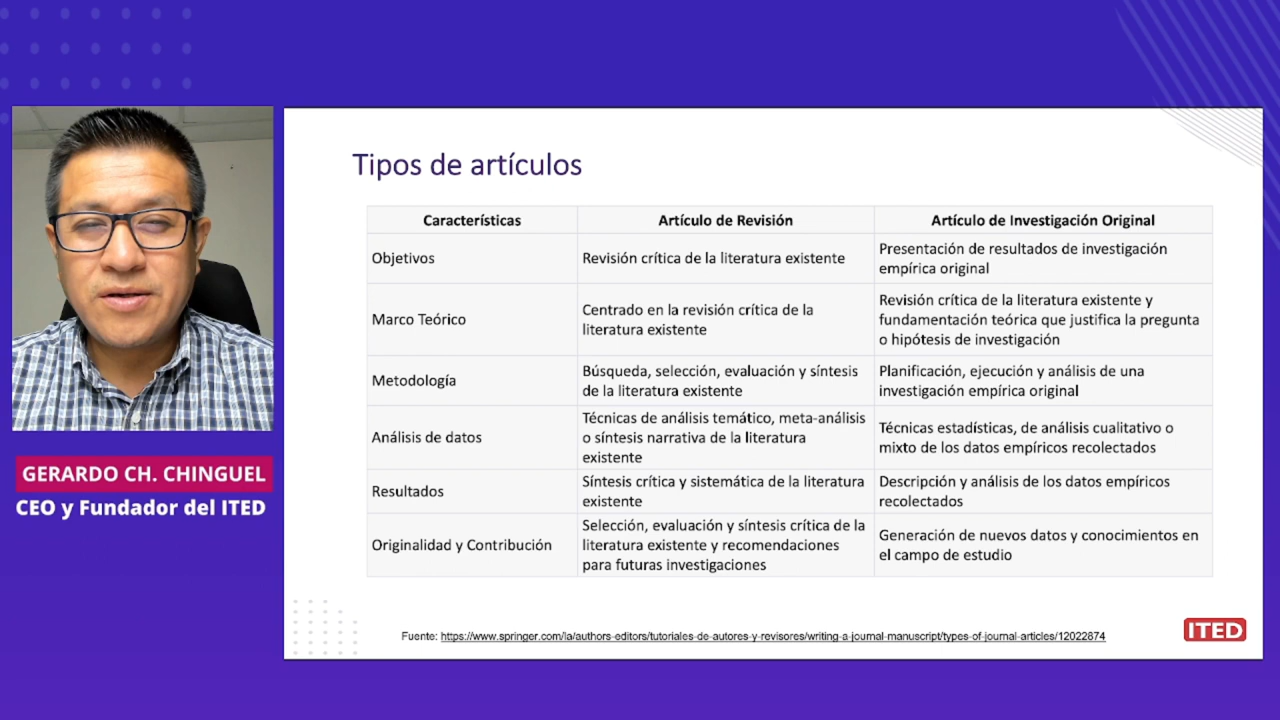 Tipos de artículos
Características
Artículo de Revisión
Artículo de Investigación Original
Objetivos
Revisión crítica de la literatura existente
Presentación de resultados de investigación
empírica original
Marco Teórico
Centrado en la revisión crítica de la
literatura existente
Revisión crítica de la literatura existente y
fundamentación teórica que justifica la pregunta
o hipótesis de investigación
Metodología
Búsqueda, selección, evaluación y síntesis
de la literatura existente
Planificación, ejecución y análisis de una
investigación empírica original
Análisis de datos
Técnicas de análisis temático, meta-análisis
o síntesis narrativa de la literatura
existente
Técnicas estadísticas, de análisis cualitativo o
mixto de los datos empíricos recolectados
Resultados
Síntesis crítica y sistemática de la literatura
existente
Descripción y análisis de los datos empíricos
recolectados
Originalidad y Contribución
Selección, evaluación y síntesis crítica de la
literatura existente y recomendaciones
para futuras investigaciones
Generación de nuevos datos y conocimientos en
el campo de estudio
Fuente: https://www.springer.com/la/authors-editors/tutoriales-de-autores-y-revisores/writing-a-journal-manuscript/types-of-journal-articles/12022874
ITED
GERARDO CH. CHINGUEL
CEO y Fundador del ITED